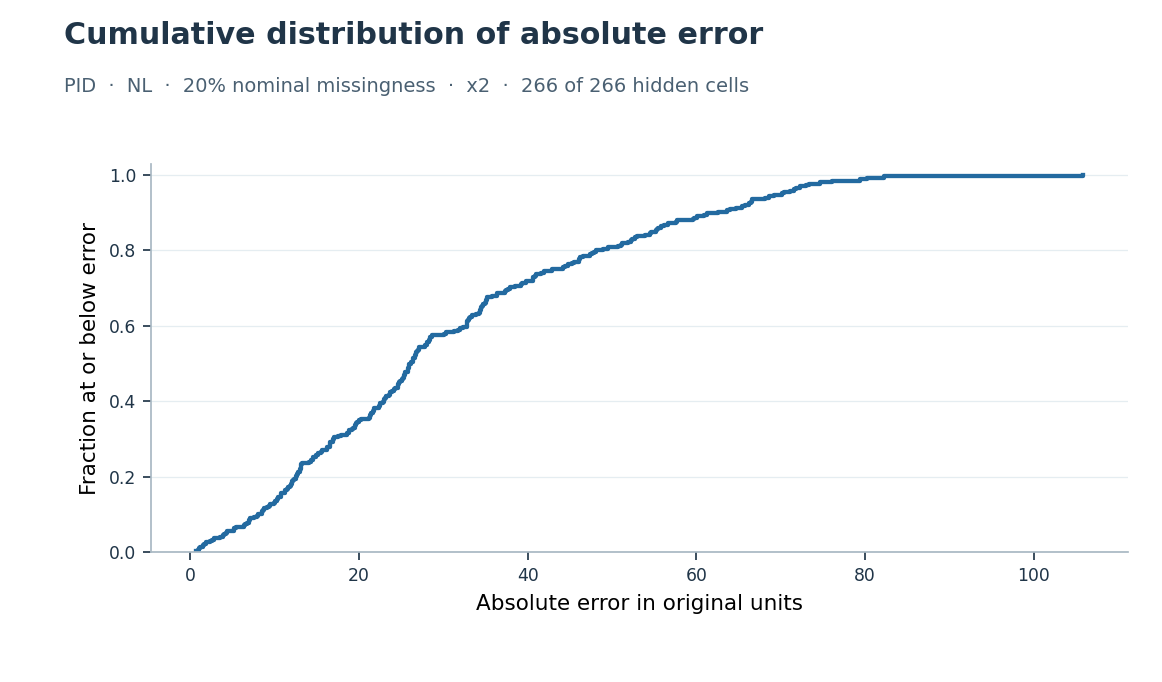 Cumulative distribution of absolute error
PID · NL · 20% nominal missingness · x2 · 266 of 266 hidden cells
Fraction at or below error
1.0
0.8
0.6
0.4
0.2
0.0
0 20 40 60 80 100
Absolute error in original units